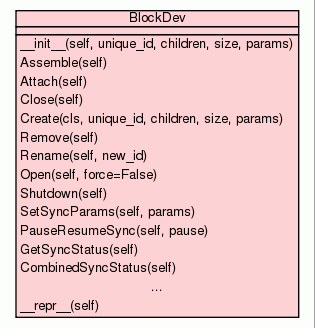 BlockDev
__init__(self, unique_id, children, size, params)
Assemble(self)
Attach(self)
Close(self)
Create(cls, unique_id, children, size, params)
Remove(self)
Rename(self, new_id)
Open(self, force=False)
Shutdown(self)
SetSyncParams(self, params)
PauseResumeSync(self, pause)
GetSyncStatus(self)
CombinedSyncStatus(self)
...
__repr__(self)